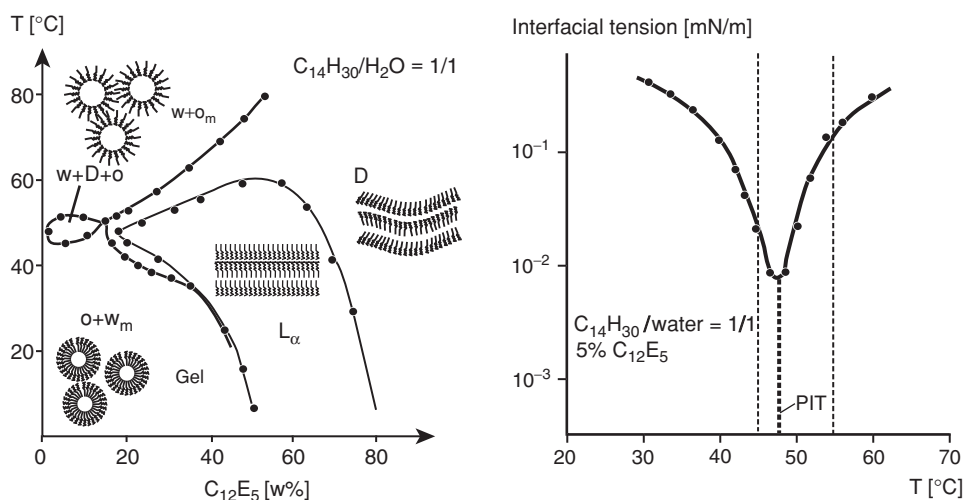 T [°C]
C₁₄H₃₀/H₂O = 1/1
80
w+oₘ
w+D+o
60
D
40
o+wₘ
Lα
20
Gel
0
20
40
60
80
C₁₂E₅ [w%]
Interfacial tension [mN/m]
10⁻¹
10⁻²
C₁₄H₃₀/water = 1/1
5% C₁₂E₅
10⁻³
PIT
20
30
40
50
60
70
T [°C]